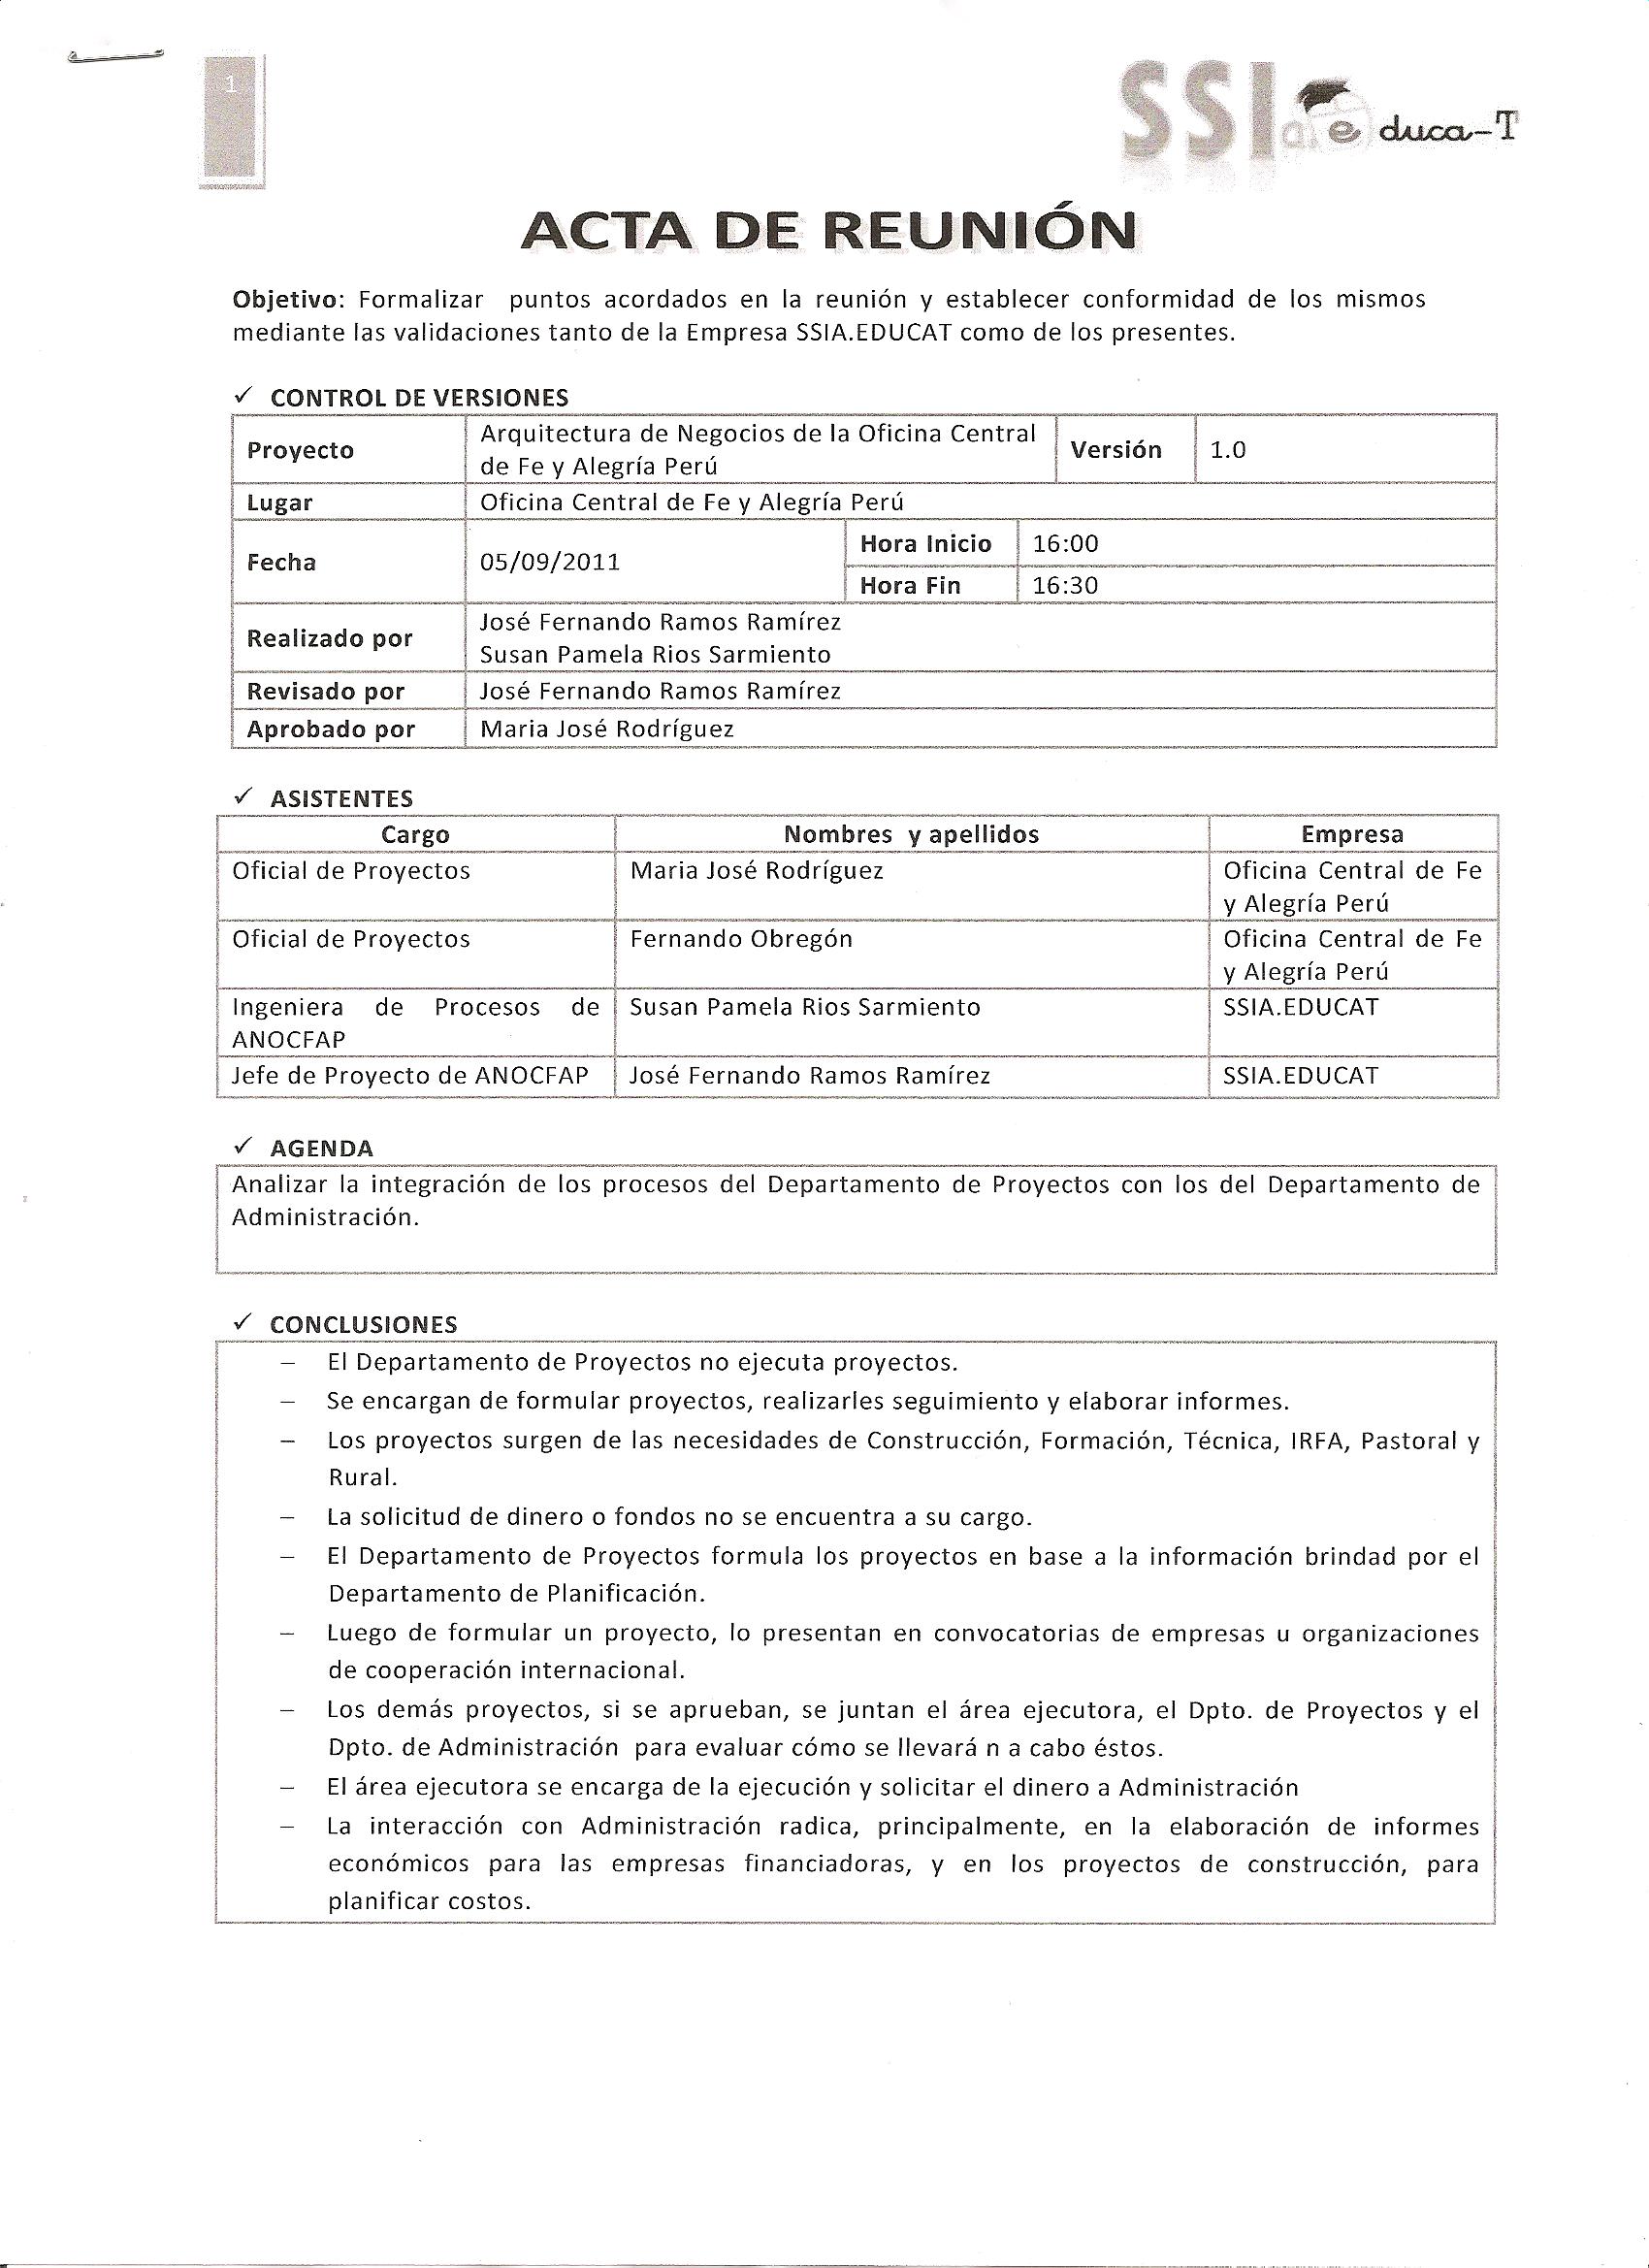 1
SSIa.e duca-T
ACTA DE REUNIÓN
Objetivo: Formalizar puntos acordados en la reunión y establecer conformidad de los mismos
mediante las validaciones tanto de la Empresa SSIA.EDUCAT como de los presentes.
✓ CONTROL DE VERSIONES
Proyecto
Arquitectura de Negocios de la Oficina Central
de Fe y Alegría Perú
Versión
1.0
Lugar
Oficina Central de Fe y Alegría Perú
Fecha
05/09/2011
Hora Inicio
16:00
Hora Fin
16:30
Realizado por
José Fernando Ramos Ramírez
Susan Pamela Rios Sarmiento
Revisado por
José Fernando Ramos Ramírez
Aprobado por
Maria José Rodríguez
✓ ASISTENTES
Cargo
Nombres y apellidos
Empresa
Oficial de Proyectos
Maria José Rodríguez
Oficina Central de Fe
y Alegría Perú
Oficial de Proyectos
Fernando Obregón
Oficina Central de Fe
y Alegría Perú
Ingeniera de Procesos de
ANOCFAP
Susan Pamela Rios Sarmiento
SSIA.EDUCAT
Jefe de Proyecto de ANOCFAP
José Fernando Ramos Ramírez
SSIA.EDUCAT
✓ AGENDA
Analizar la integración de los procesos del Departamento de Proyectos con los del Departamento de
Administración.
✓ CONCLUSIONES
– El Departamento de Proyectos no ejecuta proyectos.
– Se encargan de formular proyectos, realizarles seguimiento y elaborar informes.
– Los proyectos surgen de las necesidades de Construcción, Formación, Técnica, IRFA, Pastoral y
Rural.
– La solicitud de dinero o fondos no se encuentra a su cargo.
– El Departamento de Proyectos formula los proyectos en base a la información brindad por el
Departamento de Planificación.
– Luego de formular un proyecto, lo presentan en convocatorias de empresas u organizaciones
de cooperación internacional.
– Los demás proyectos, si se aprueban, se juntan el área ejecutora, el Dpto. de Proyectos y el
Dpto. de Administración para evaluar cómo se llevará n a cabo éstos.
– El área ejecutora se encarga de la ejecución y solicitar el dinero a Administración
– La interacción con Administración radica, principalmente, en la elaboración de informes
económicos para las empresas financiadoras, y en los proyectos de construcción, para
planificar costos.